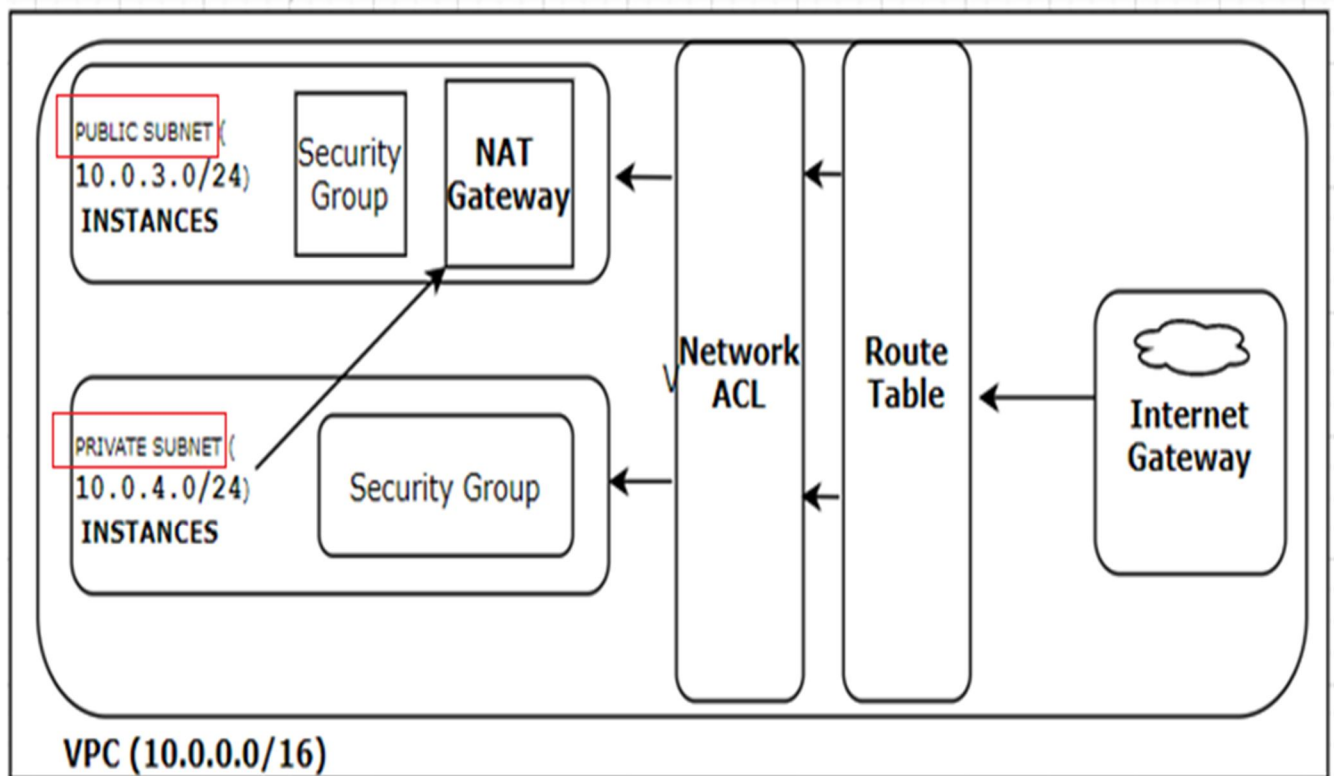 PUBLIC SUBNET (
10.0.3.0/24)
INSTANCES
Security
Group
NAT
Gateway
PRIVATE SUBNET (
10.0.4.0/24)
INSTANCES
Security Group
V
Network
ACL
Route
Table
Internet
Gateway
VPC (10.0.0.0/16)